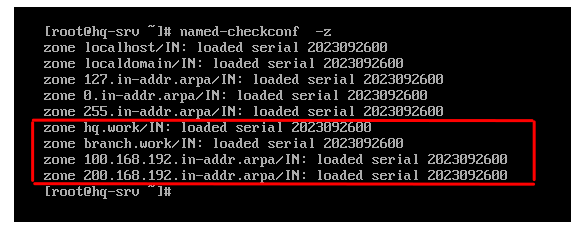 [root@hq-srv ~]# named-checkconf  -z
zone localhost/IN: loaded serial 2023092600
zone localdomain/IN: loaded serial 2023092600
zone 127.in-addr.arpa/IN: loaded serial 2023092600
zone 0.in-addr.arpa/IN: loaded serial 2023092600
zone 255.in-addr.arpa/IN: loaded serial 2023092600
zone hq.work/IN: loaded serial 2023092600
zone branch.work/IN: loaded serial 2023092600
zone 100.168.192.in-addr.arpa/IN: loaded serial 2023092600
zone 200.168.192.in-addr.arpa/IN: loaded serial 2023092600
[root@hq-srv ~]#